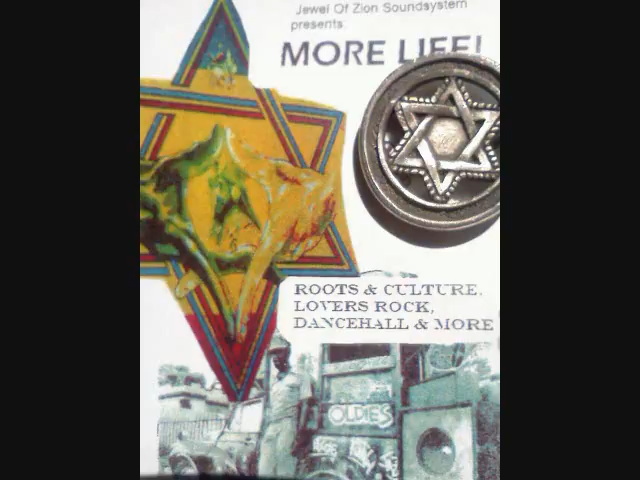 Jewel Of Zion Soundsystem
presents:
MORE LIFE!
ROOTS & CULTURE,
LOVERS ROCK,
DANCEHALL & MORE
OLDIES